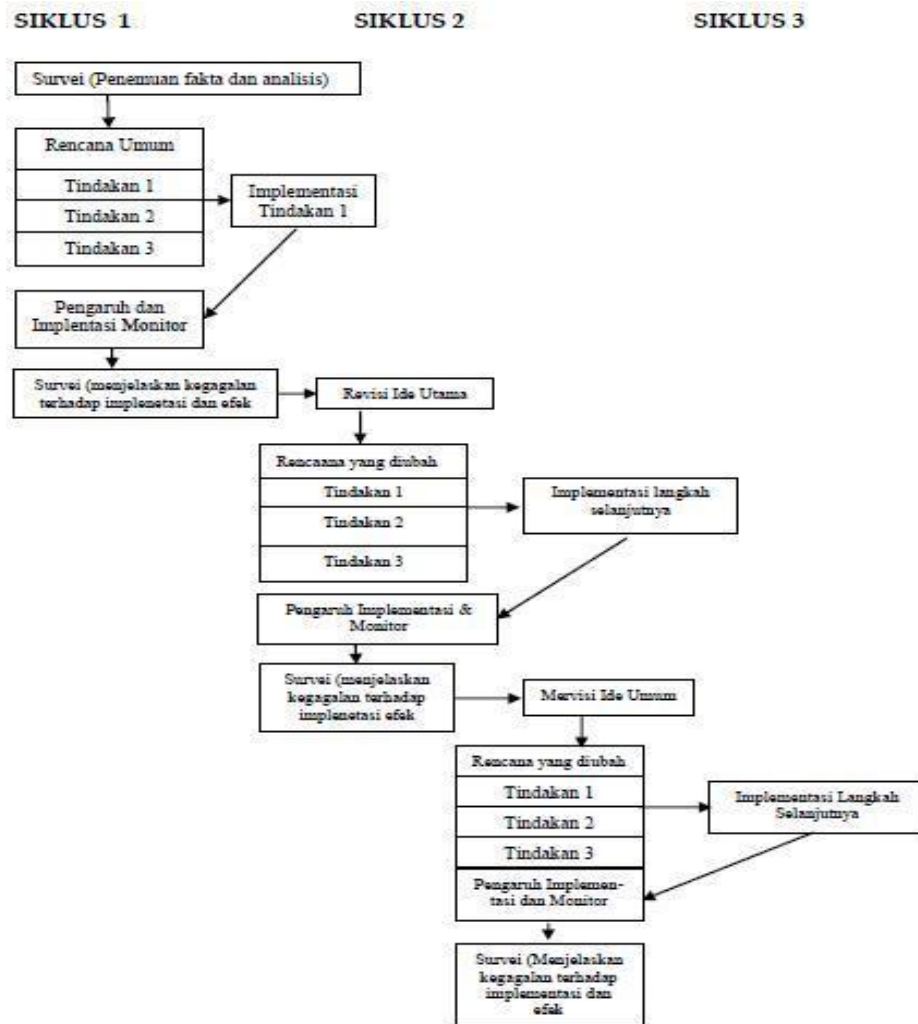 SIKLUS 1
SIKLUS 2
SIKLUS 3
Survei (Penemuan fakta dan analisis)
Rencana Umum
Tindakan 1
Tindakan 2
Tindakan 3
Implementasi
Tindakan 1
Pengaruh dan
Implentasi Monitor
Survei (menjelaskan kegagalan
terhadap implenetasi dan efek
Revisi Ide Utama
Rencaana yang diubah
Tindakan 1
Tindakan 2
Tindakan 3
Implementasi langkah
selanjutnya
Pengaruh Implementasi &
Monitor
Survei (menjelaskan
kegagalan terhadap
implenetasi efek
Mervisi Ide Umum
Rencana yang diubah
Tindakan 1
Tindakan 2
Tindakan 3
Implementasi Langkah
Selanjutnya
Pengaruh Implemen-
tasi dan Monitor
Survei (Menjelaskan
kegagalan terhadap
implementasi dan
efek